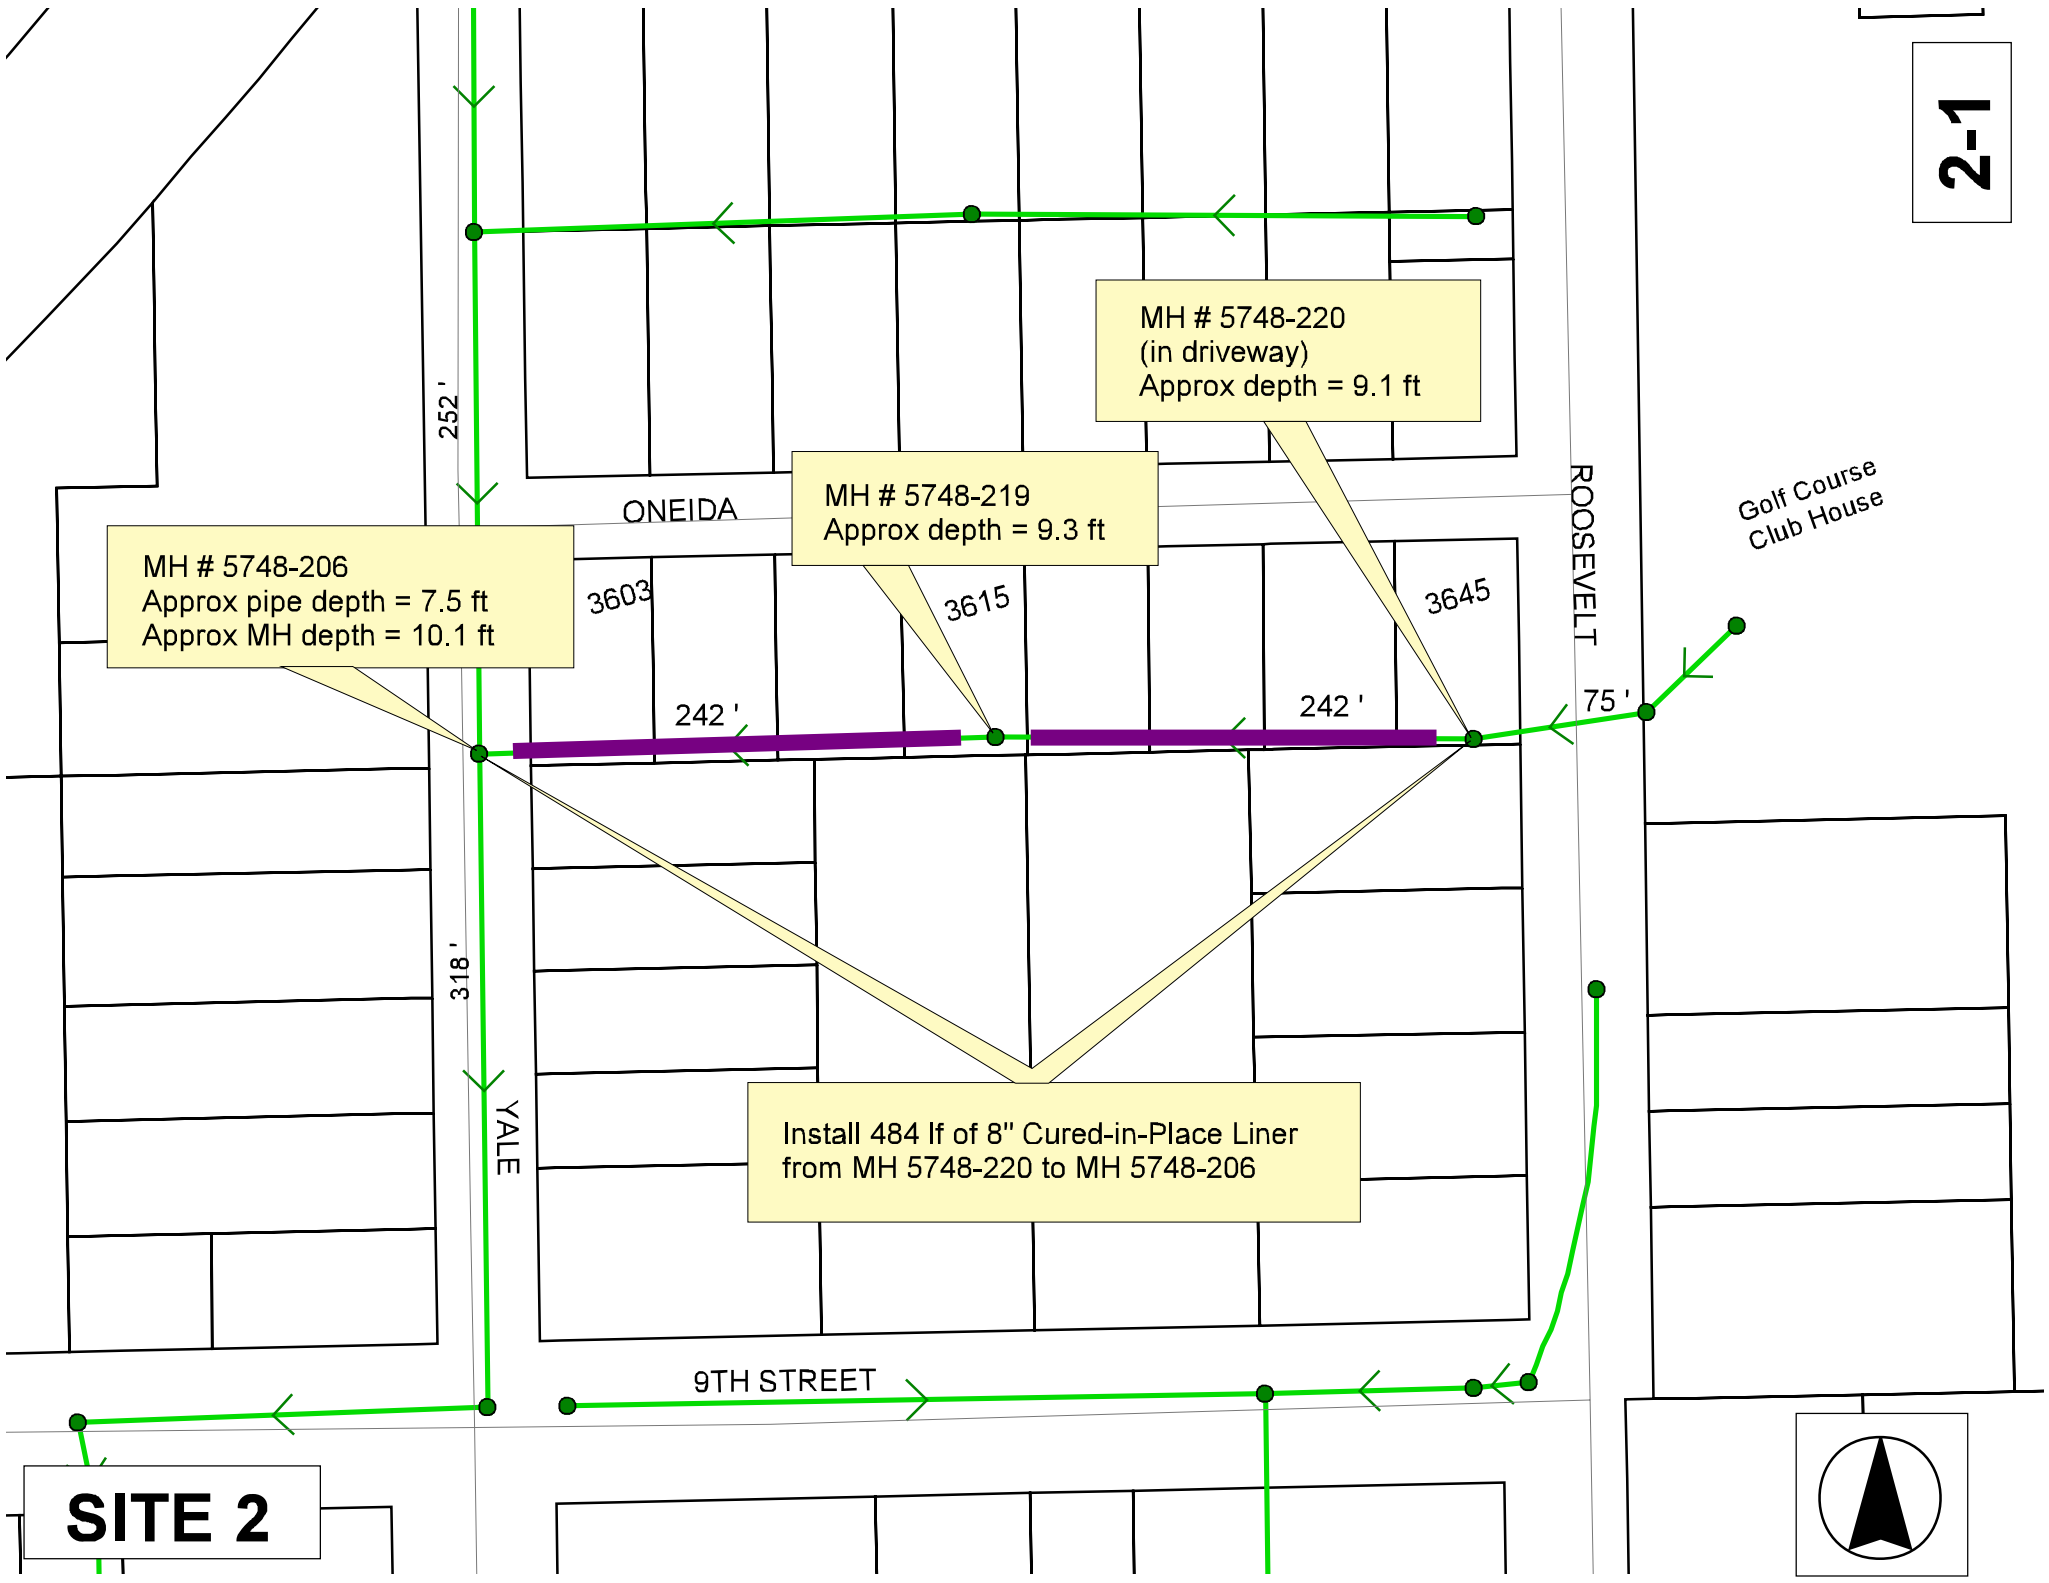 2-1
MH # 5748-220
(in driveway)
Approx depth = 9.1 ft
252 '
ONEIDA
MH # 5748-219
Approx depth = 9.3 ft
ROOSEVELT
Golf Course
Club House
MH # 5748-206
Approx pipe depth = 7.5 ft
Approx MH depth = 10.1 ft
3603
3615
3645
242 '
242 '
75 '
318 '
YALE
Install 484 lf of 8" Cured-in-Place Liner
from MH 5748-220 to MH 5748-206
9TH STREET
SITE 2